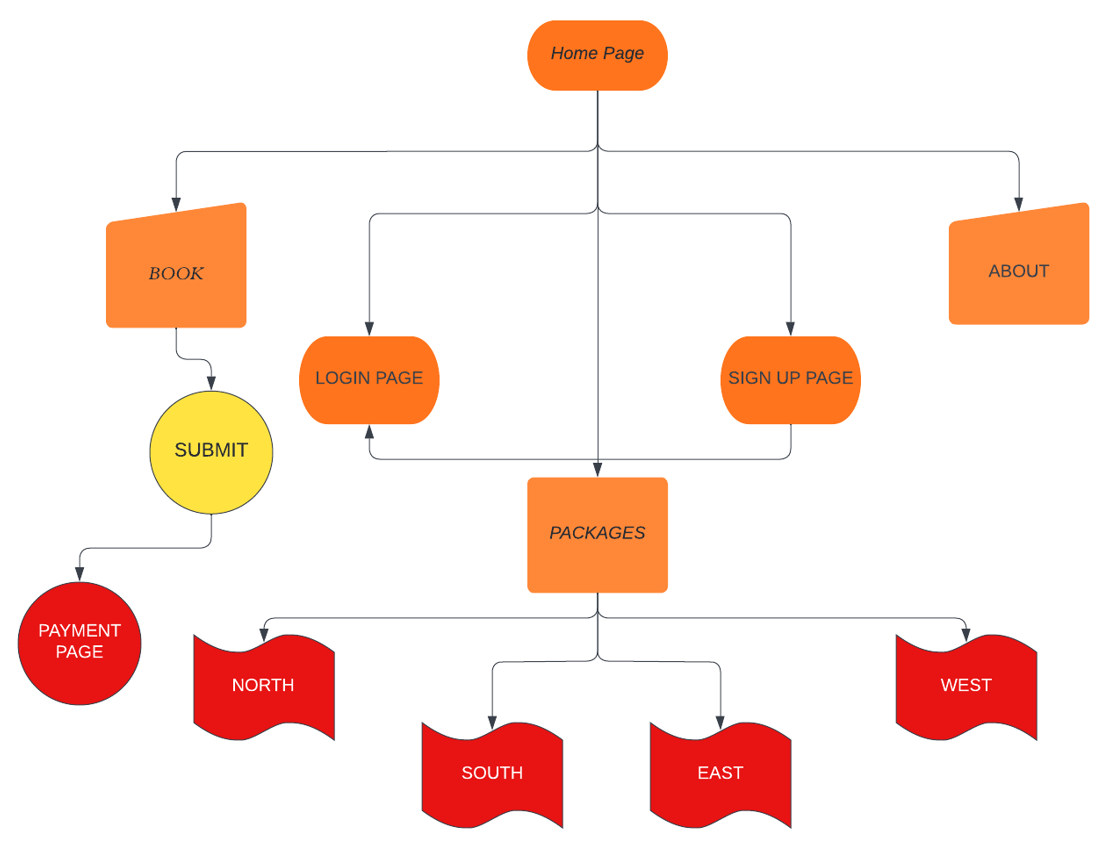 Home Page
BOOK
ABOUT
LOGIN PAGE
SIGN UP PAGE
SUBMIT
PACKAGES
PAYMENT
PAGE
NORTH
WEST
SOUTH
EAST